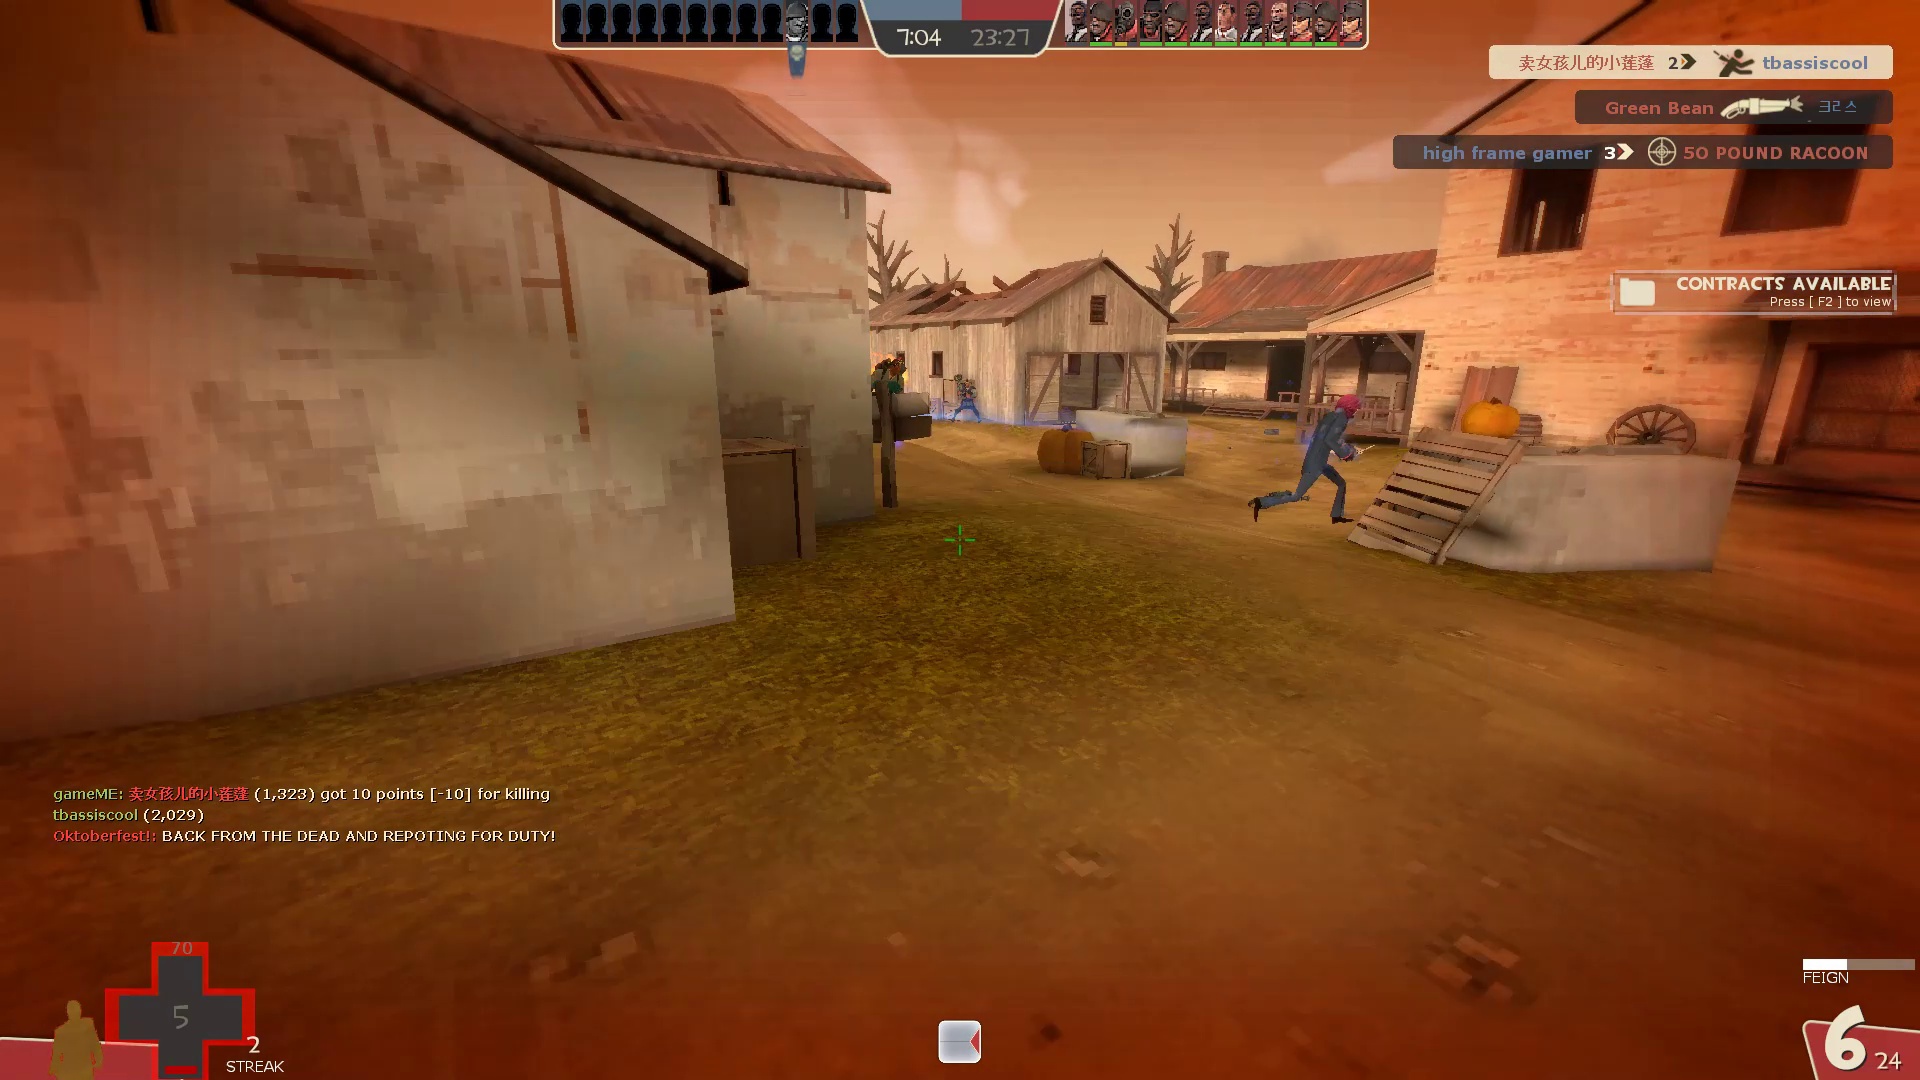 7:04 23:27
卖女孩儿的小莲蓬 2 tbassiscool
Green Bean 크리스
high frame gamer 3 50 POUND RACOON
CONTRACTS AVAILABLE
Press [ F2 ] to view
gameME: 卖女孩儿的小莲蓬 (1,323) got 10 points [-10] for killing
tbassiscool (2,029)
Oktoberfest!: BACK FROM THE DEAD AND REPOTING FOR DUTY!
70
5
2
STREAK
FEIGN
6 24